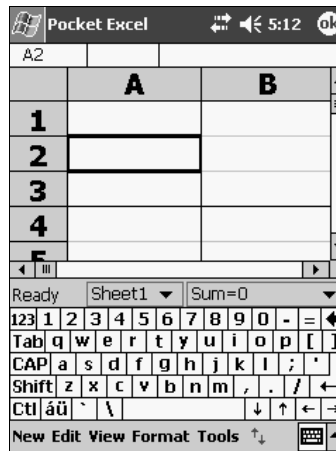 Pocket Excel 5:12 ok
A2
A B
1
2
3
4
5
Ready Sheet1 Sum=0
123 1 2 3 4 5 6 7 8 9 0 - =
Tab q w e r t y u i o p [ ]
CAP a s d f g h j k l ; '
Shift z x c v b n m , . /
Ctl áü ` \
New Edit View Format Tools